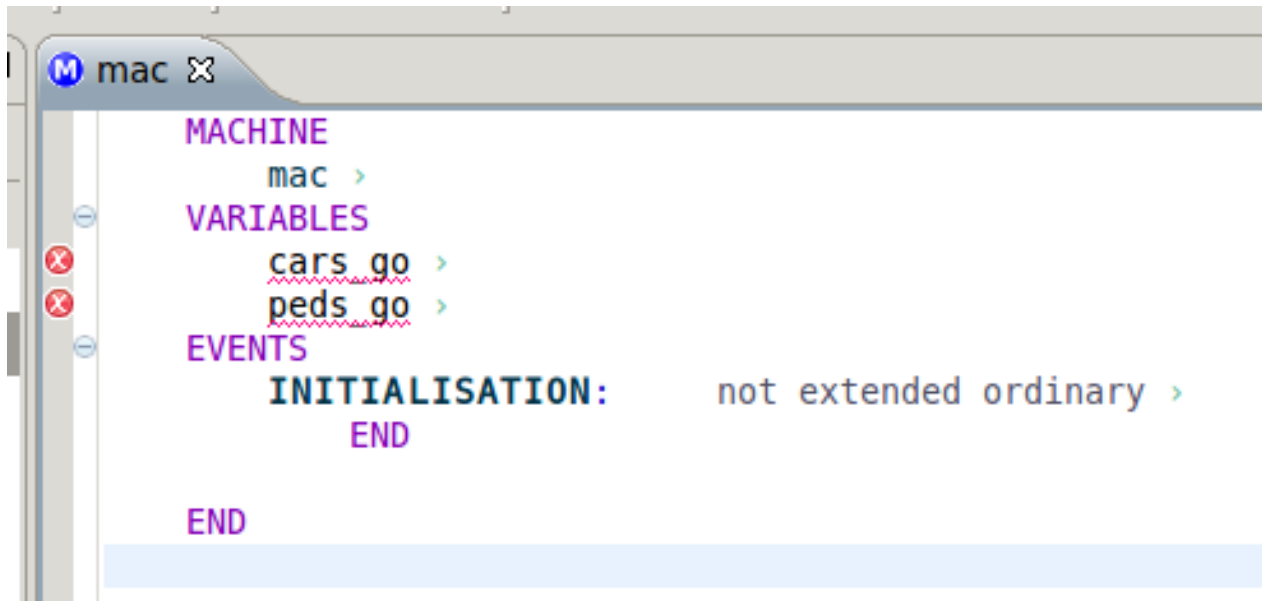 mac
MACHINE
mac ›
VARIABLES
cars_go ›
peds_go ›
EVENTS
INITIALISATION: not extended ordinary ›
END
END